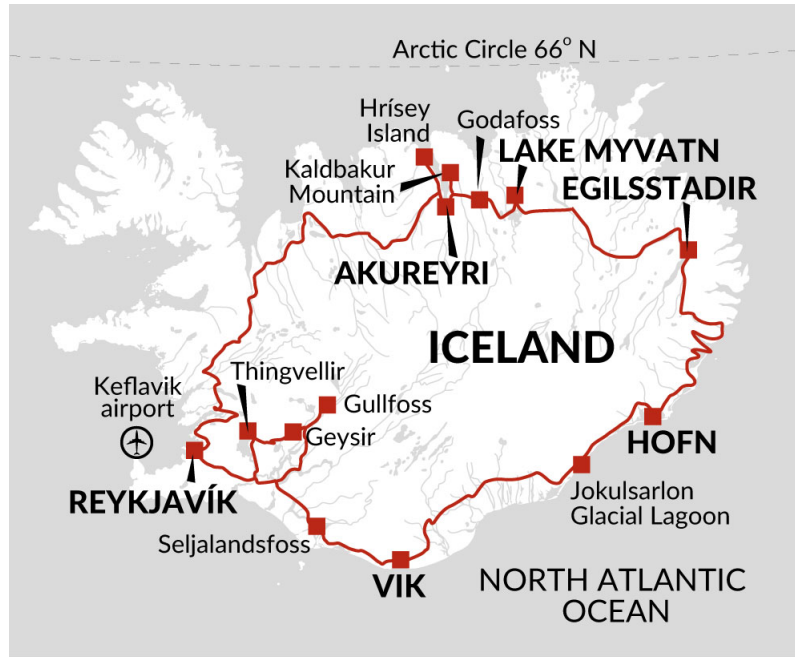 Arctic Circle 66° N
Hrísey
Island
Godafoss
Kaldbakur
Mountain
LAKE MYVATN
EGILSSTADIR
AKUREYRI
ICELAND
Thingvellir
Keflavik
airport
Gullfoss
Geysir
HOFN
REYKJAVÍK
Jokulsarlon
Glacial Lagoon
Seljalandsfoss
VIK
NORTH ATLANTIC
OCEAN